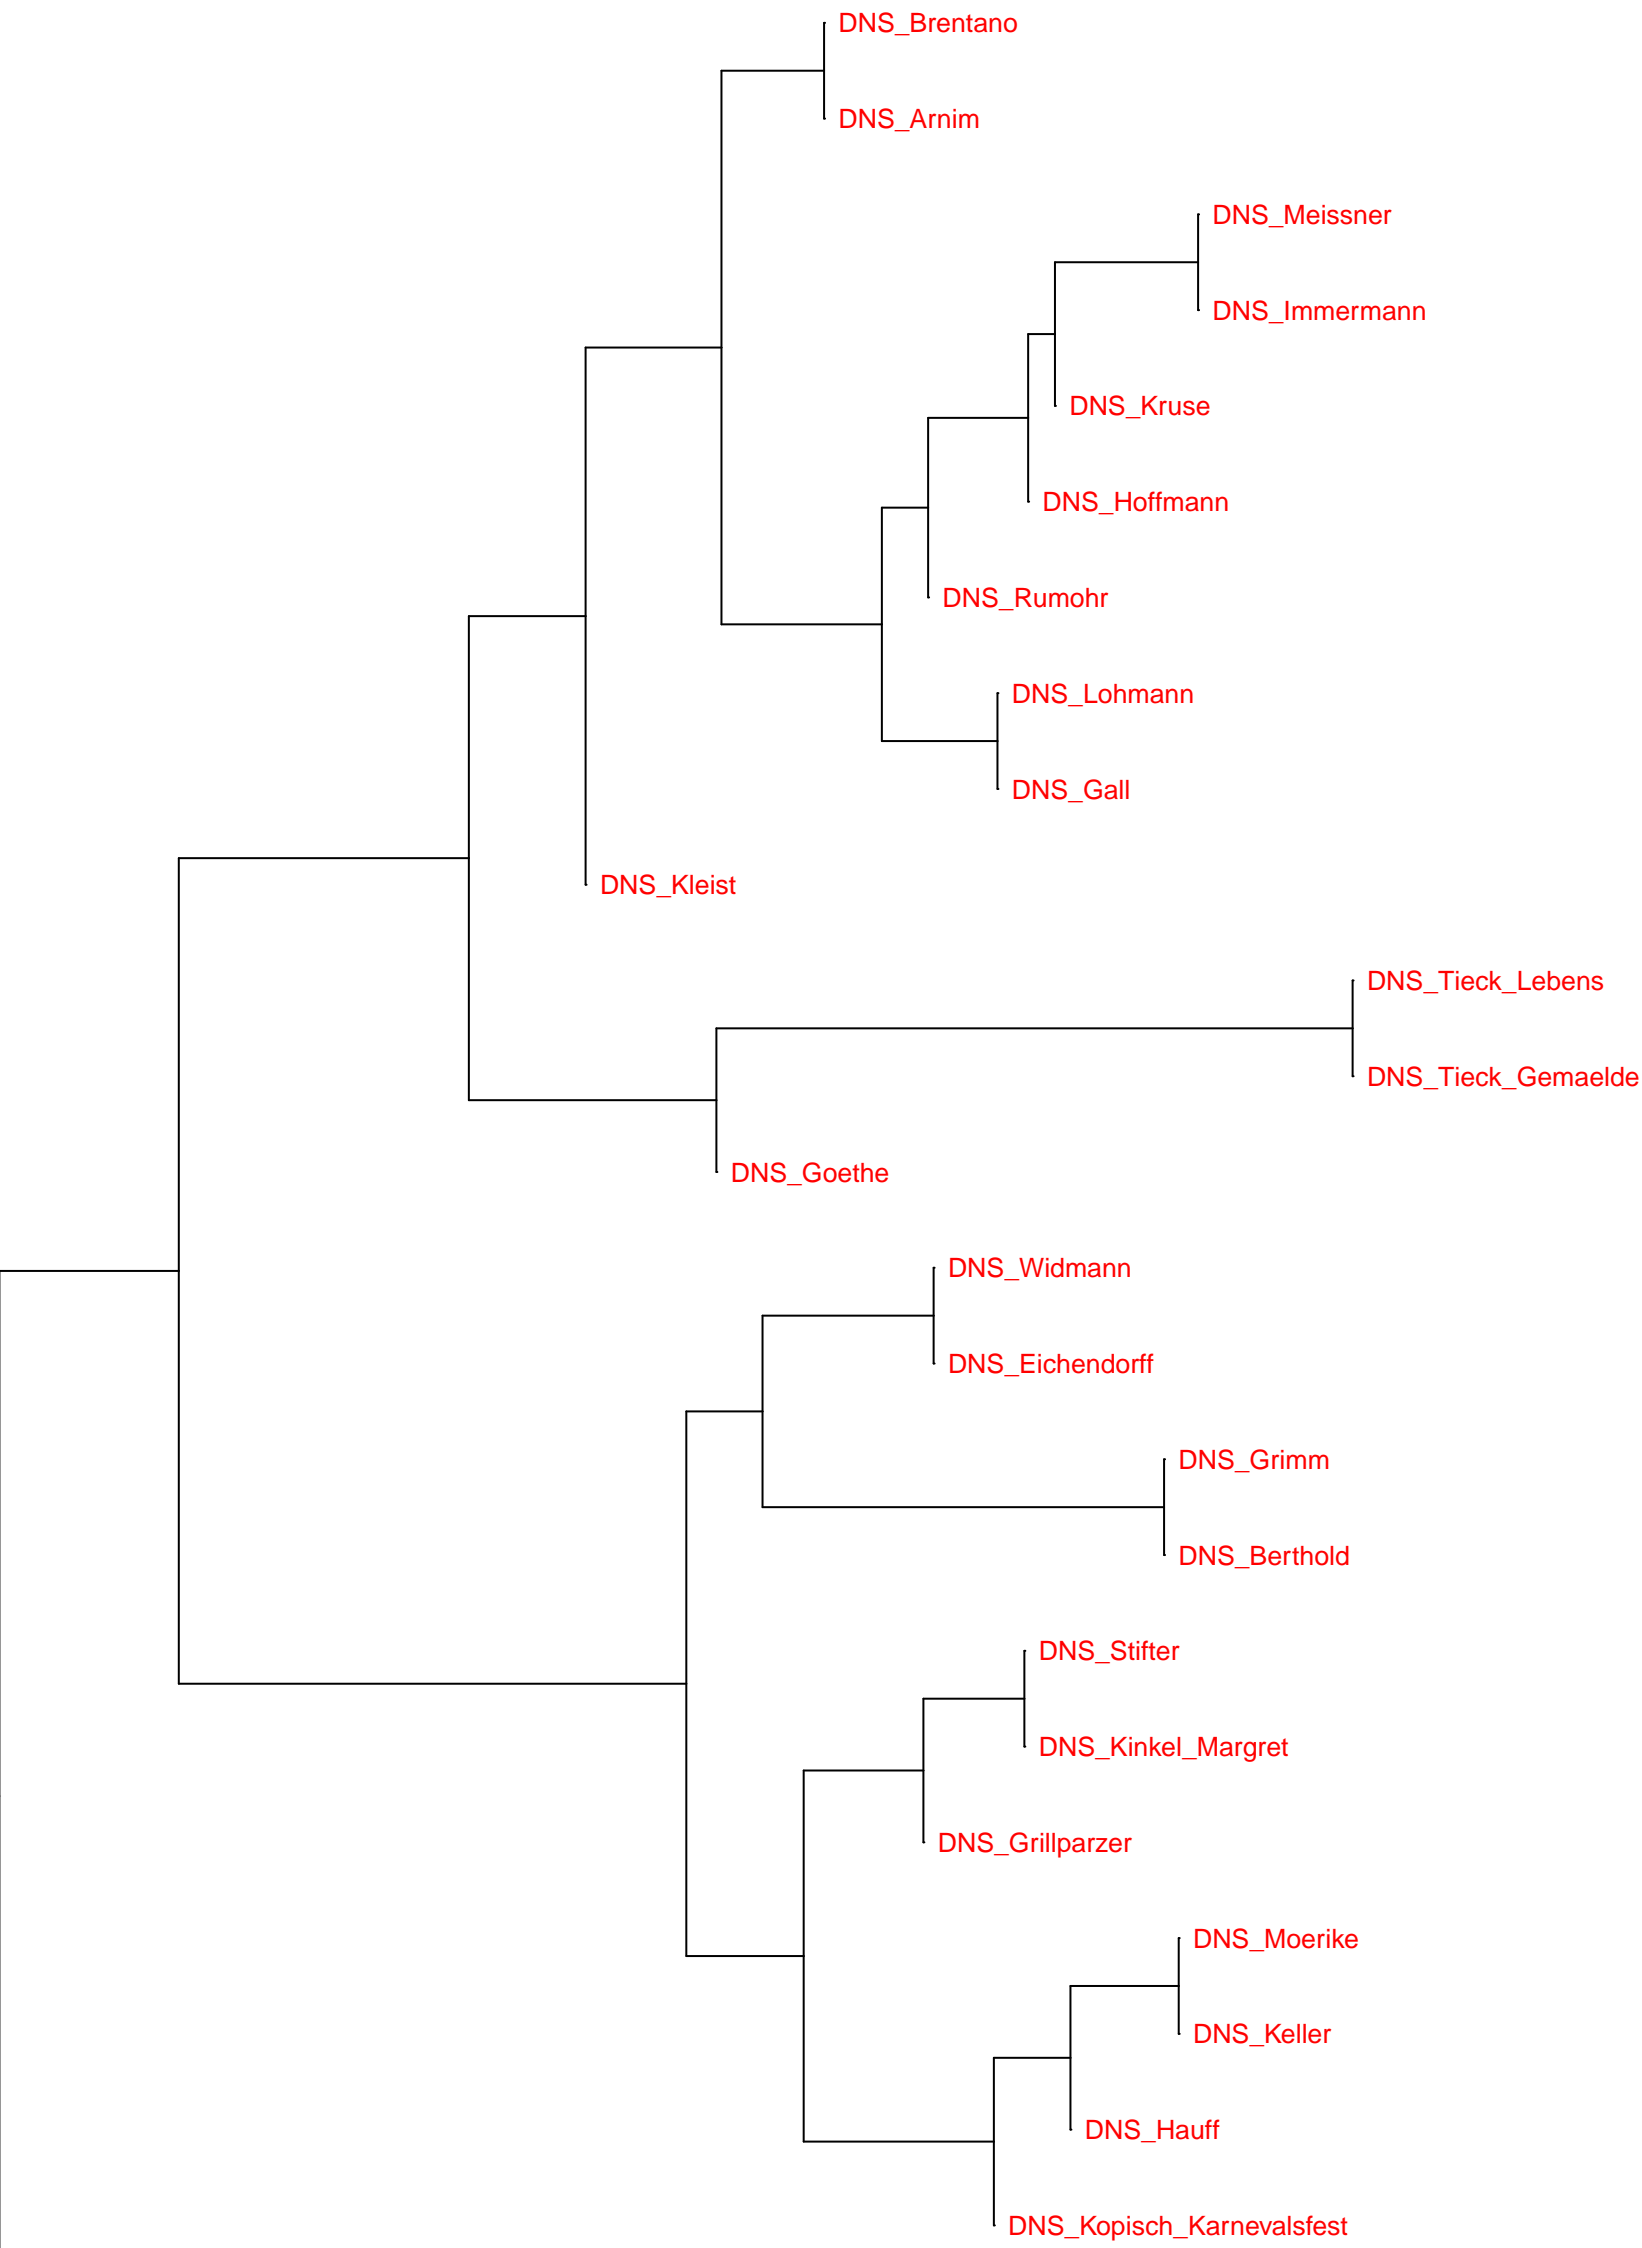 DNS_Brentano
DNS_Arnim
DNS_Meissner
DNS_Immermann
DNS_Kruse
DNS_Hoffmann
DNS_Rumohr
DNS_Lohmann
DNS_Gall
DNS_Kleist
DNS_Tieck_Lebens
DNS_Tieck_Gemaelde
DNS_Goethe
DNS_Widmann
DNS_Eichendorff
DNS_Grimm
DNS_Berthold
DNS_Stifter
DNS_Kinkel_Margret
DNS_Grillparzer
DNS_Moerike
DNS_Keller
DNS_Hauff
DNS_Kopisch_Karnevalsfest